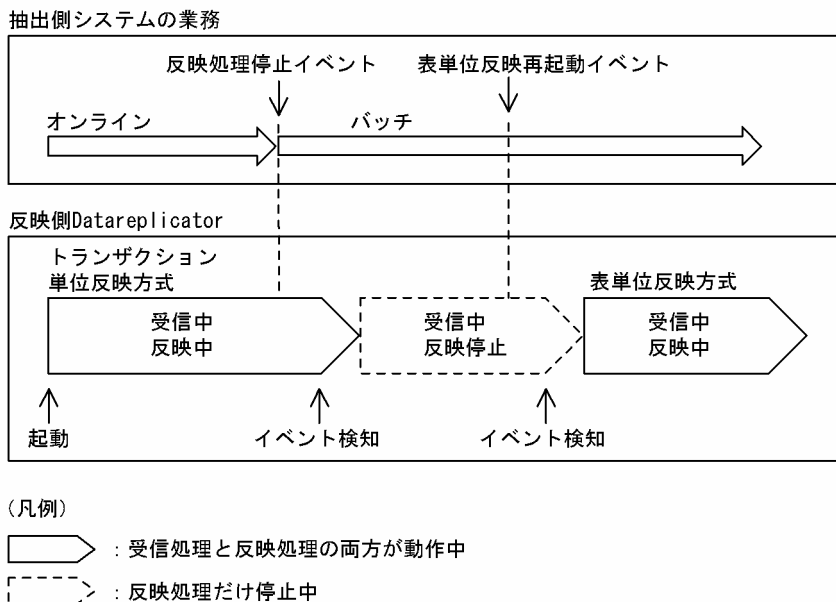 抽出側システムの業務
反映処理停止イベント
表単位反映再起動イベント
オンライン
バッチ
反映側Datareplicator
トランザクション
単位反映方式
表単位反映方式
受信中
反映中
受信中
反映停止
受信中
反映中
起動
イベント検知
イベント検知
(凡例)
：受信処理と反映処理の両方が動作中
：反映処理だけ停止中